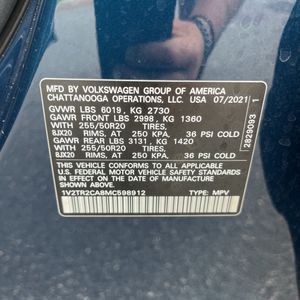 MFD BY VOLKSWAGEN GROUP OF AMERICA
CHATTANOOGA OPERATIONS, LLC. USA 07/2021
GVWR LBS 6019, KG 2730
GAWR FRONT LBS 2998, KG 1360
WITH 255/50R20 TIRES,
8JX20 RIMS, AT 250 KPA 36 PSI COLD
GAWR REAR LBS 3131, KG 1420
WITH 255/50R20 TIRES,
8JX20 RIMS, AT 250 KPA 36 PSI COLD
THIS VEHICLE CONFORMS TO ALL APPLICABLE
U.S. FEDERAL MOTOR VEHICLE SAFETY
STANDARDS IN EFFECT ON THE DATE OF
MANUFACTURE SHOWN ABOVE.
1V2TR2CA8MC598912 TYPE: MPV
2829093 1